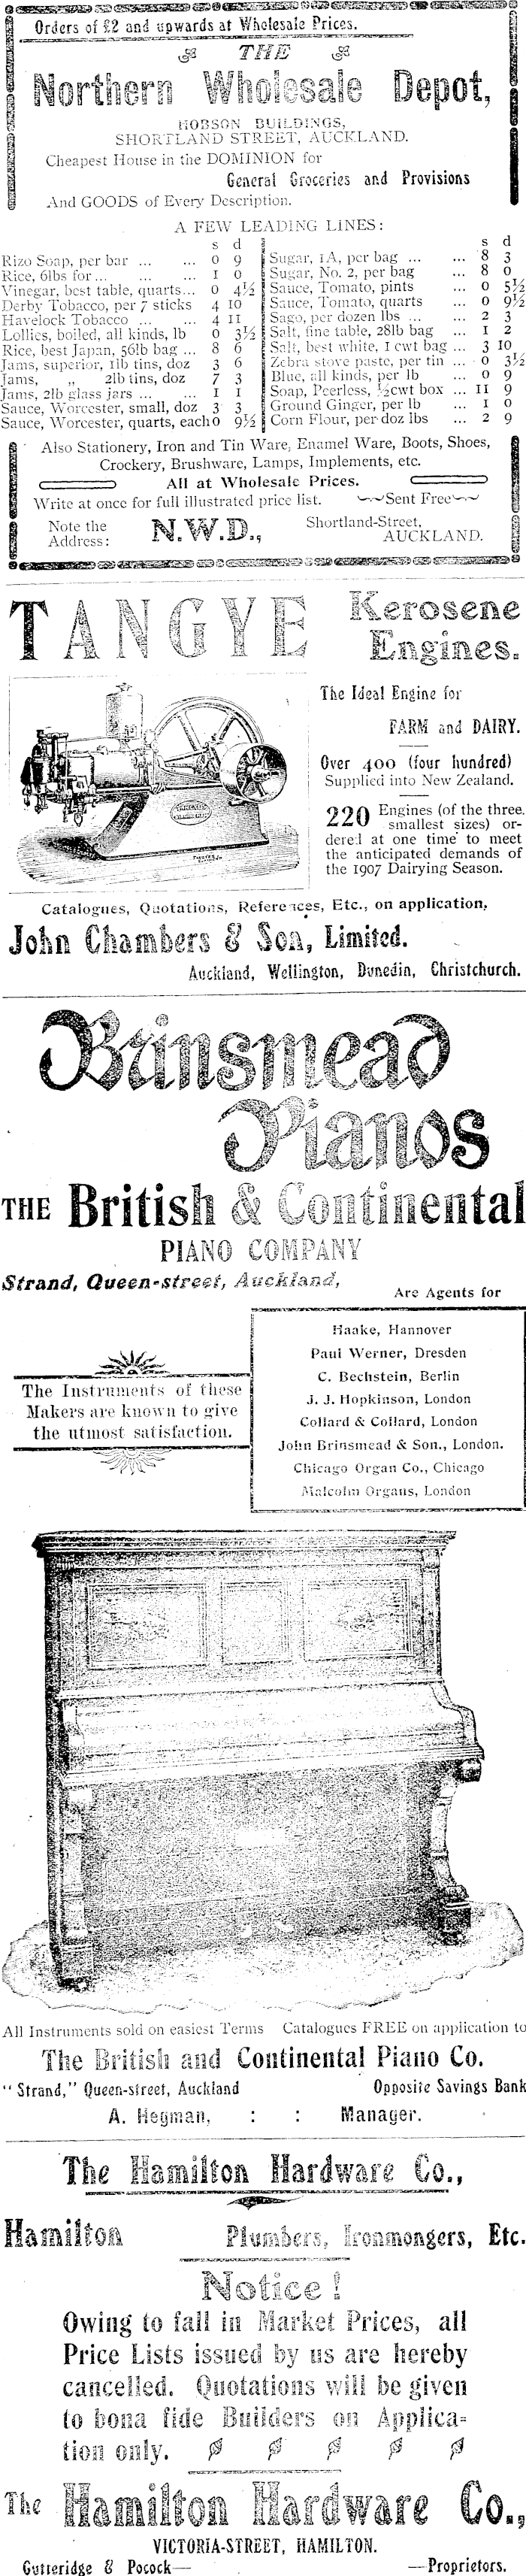 Orders of £2 and upwards at Wholesale Prices.
THE
Northern Wholesale Depot,
HOBSON BUILDINGS,
SHORTLAND STREET, AUCKLAND.
Cheapest House in the DOMINION for
General Groceries and Provisions
And GOODS of Every Description.
A FEW LEADING LINES:
s d
Rizo Soap, per bar ... ... 0 9
Rice, 6lbs for ... ... ... 1 0
Vinegar, best table, quarts... 0 4½
Derby Tobacco, per 7 sticks 4 10
Havelock Tobacco ... ... 4 11
Lollies, boiled, all kinds, lb 0 3½
Rice, best Japan, 56lb bag ... 8 6
Jams, superior, 1lb tins, doz 3 6
Jams, „ 2lb tins, doz 7 3
Jams, 2lb glass jars ... ... 1 1
Sauce, Worcester, small, doz 3 3
Sauce, Worcester, quarts, each 0 9½
s d
Sugar, 1A, per bag ... ... 8 3
Sugar, No. 2, per bag ... 8 0
Sauce, Tomato, pints ... 0 5½
Sauce, Tomato, quarts ... 0 9½
Sago, per dozen lbs ... ... 2 3
Salt, fine table, 28lb bag ... 1 2
Salt, best white, 1 cwt bag ... 3 10
Zebra stove paste, per tin ... 0 3½
Blue, all kinds, per lb ... 0 9
Soap, Peerless, ½cwt box ... 11 9
Ground Ginger, per lb ... 1 0
Corn Flour, per doz lbs ... 2 9
Also Stationery, Iron and Tin Ware, Enamel Ware, Boots, Shoes,
Crockery, Brushware, Lamps, Implements, etc.
All at Wholesale Prices.
Write at once for full illustrated price list. Sent Free
Note the Address: N.W.D., Shortland-Street, AUCKLAND.
TANGYE Kerosene Engines.
The Ideal Engine for
FARM and DAIRY.
Over 400 (four hundred)
Supplied into New Zealand.
220 Engines (of the three
smallest sizes) or-
dered at one time to meet
the anticipated demands of
the 1907 Dairying Season.
Catalogues, Quotations, References, Etc., on application.
John Chambers & Son, Limited.
Auckland, Wellington, Dunedin, Christchurch.
Brinsmead
Pianos
THE British & Continental
PIANO COMPANY
Strand, Queen-street, Auckland,
Are Agents for
The Instruments of these
Makers are known to give
the utmost satisfaction.
Haake, Hannover
Paul Werner, Dresden
C. Bechstein, Berlin
J. J. Hopkinson, London
Collard & Collard, London
John Brinsmead & Son., London.
Chicago Organ Co., Chicago
Malcolm Organs, London
All Instruments sold on easiest Terms Catalogues FREE on application to
The British and Continental Piano Co.
"Strand," Queen-street, Auckland Opposite Savings Bank
A. Hegman, : : Manager.
The Hamilton Hardware Co.,
Hamilton Plumbers, Ironmongers, Etc.
Notice!
Owing to fall in Market Prices, all
Price Lists issued by us are hereby
cancelled. Quotations will be given
to bona fide Builders on Applica-
tion only.
The Hamilton Hardware Co.,
VICTORIA-STREET, HAMILTON.
Gutteridge & Pocock— —Proprietors.